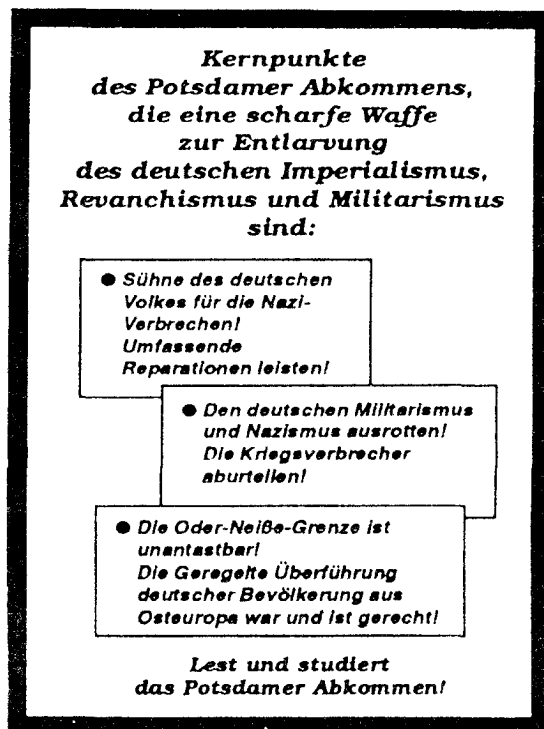 Kernpunkte
des Potsdamer Abkommens,
die eine scharfe Waffe
zur Entlarvung
des deutschen Imperialismus,
Revanchismus und Militarismus
sind:
● Sühne des deutschen
Volkes für die Nazi-
Verbrechen!
Umfassende
Reparationen leisten!
● Den deutschen Militarismus
und Nazismus ausrotten!
Die Kriegsverbrecher
aburteilen!
● Die Oder-Neiße-Grenze ist
unantastbar!
Die Geregelte Überführung
deutscher Bevölkerung aus
Osteuropa war und ist gerecht!
Lest und studiert
das Potsdamer Abkommen!